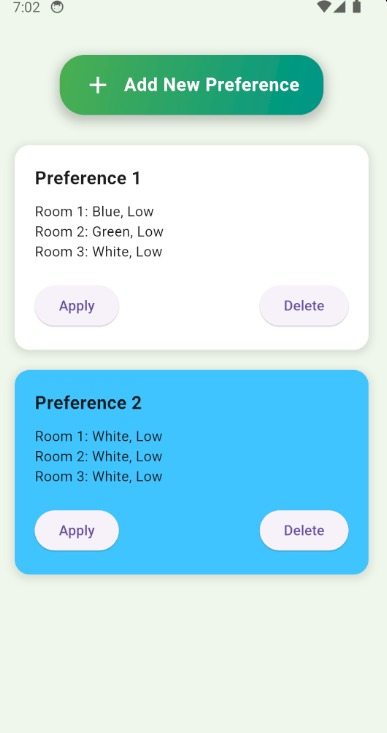 7:02
+ Add New Preference
Preference 1
Room 1: Blue, Low
Room 2: Green, Low
Room 3: White, Low
Apply
Delete
Preference 2
Room 1: White, Low
Room 2: White, Low
Room 3: White, Low
Apply
Delete